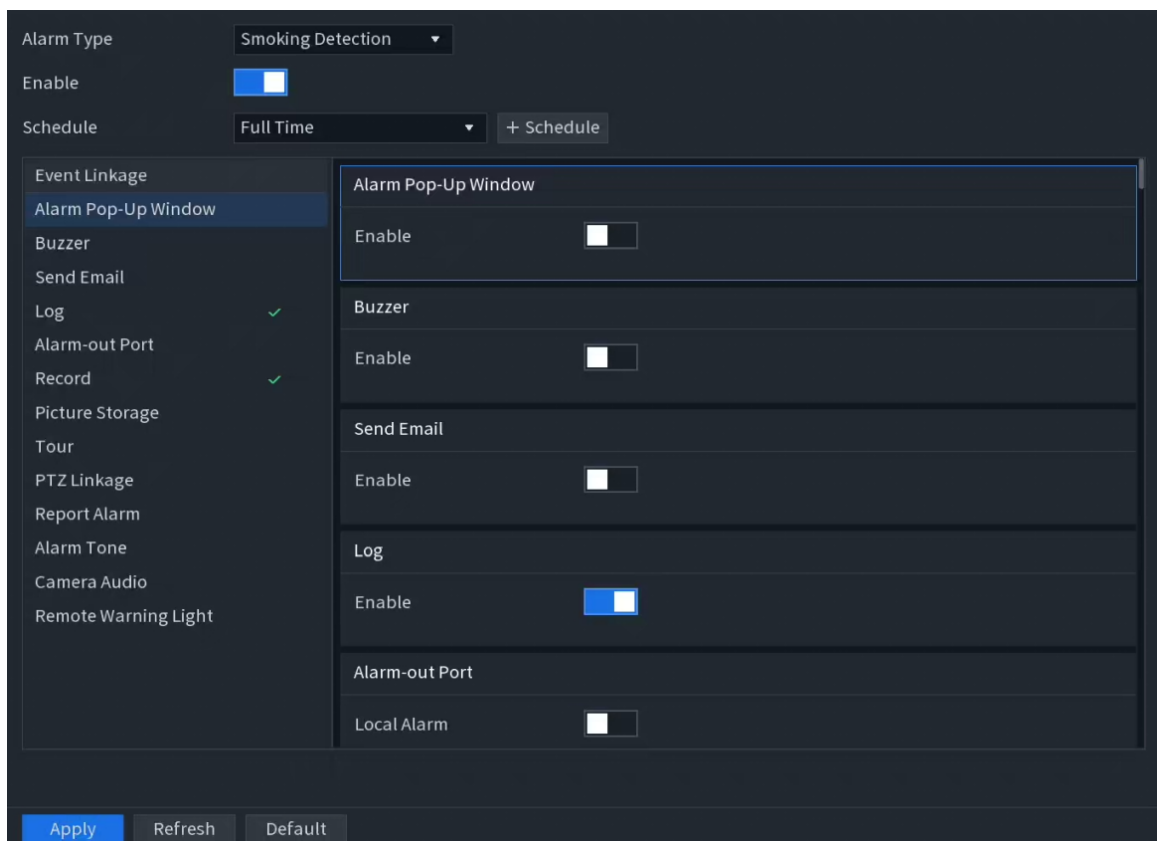 Alarm Type Smoking Detection
Enable
Schedule Full Time + Schedule
Event Linkage
Alarm Pop-Up Window
Buzzer
Send Email
Log
Alarm-out Port
Record
Picture Storage
Tour
PTZ Linkage
Report Alarm
Alarm Tone
Camera Audio
Remote Warning Light
Alarm Pop-Up Window
Enable
Buzzer
Enable
Send Email
Enable
Log
Enable
Alarm-out Port
Local Alarm
Apply Refresh Default